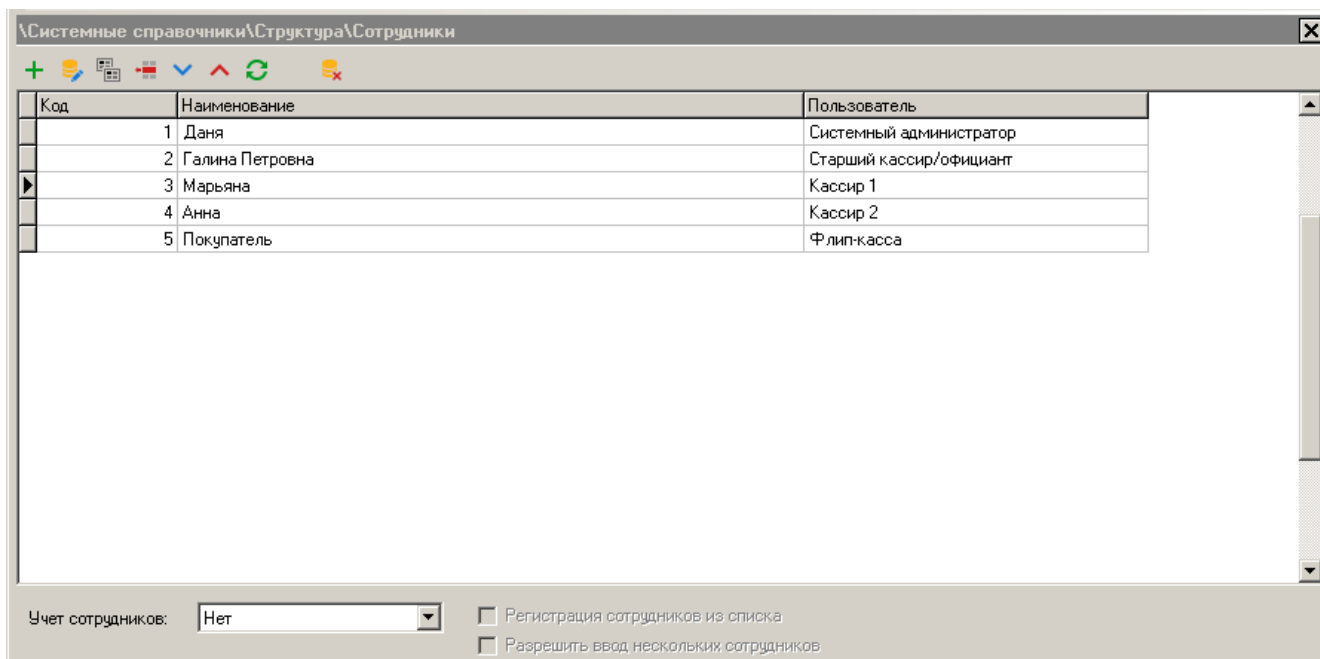 \Системные справочники\Структура\Сотрудники
Код Наименование Пользователь
1 Даня Системный администратор
2 Галина Петровна Старший кассир/официант
3 Марьяна Кассир 1
4 Анна Кассир 2
5 Покупатель Флип-касса
Учет сотрудников: Нет Регистрация сотрудников из списка
Разрешить ввод нескольких сотрудников